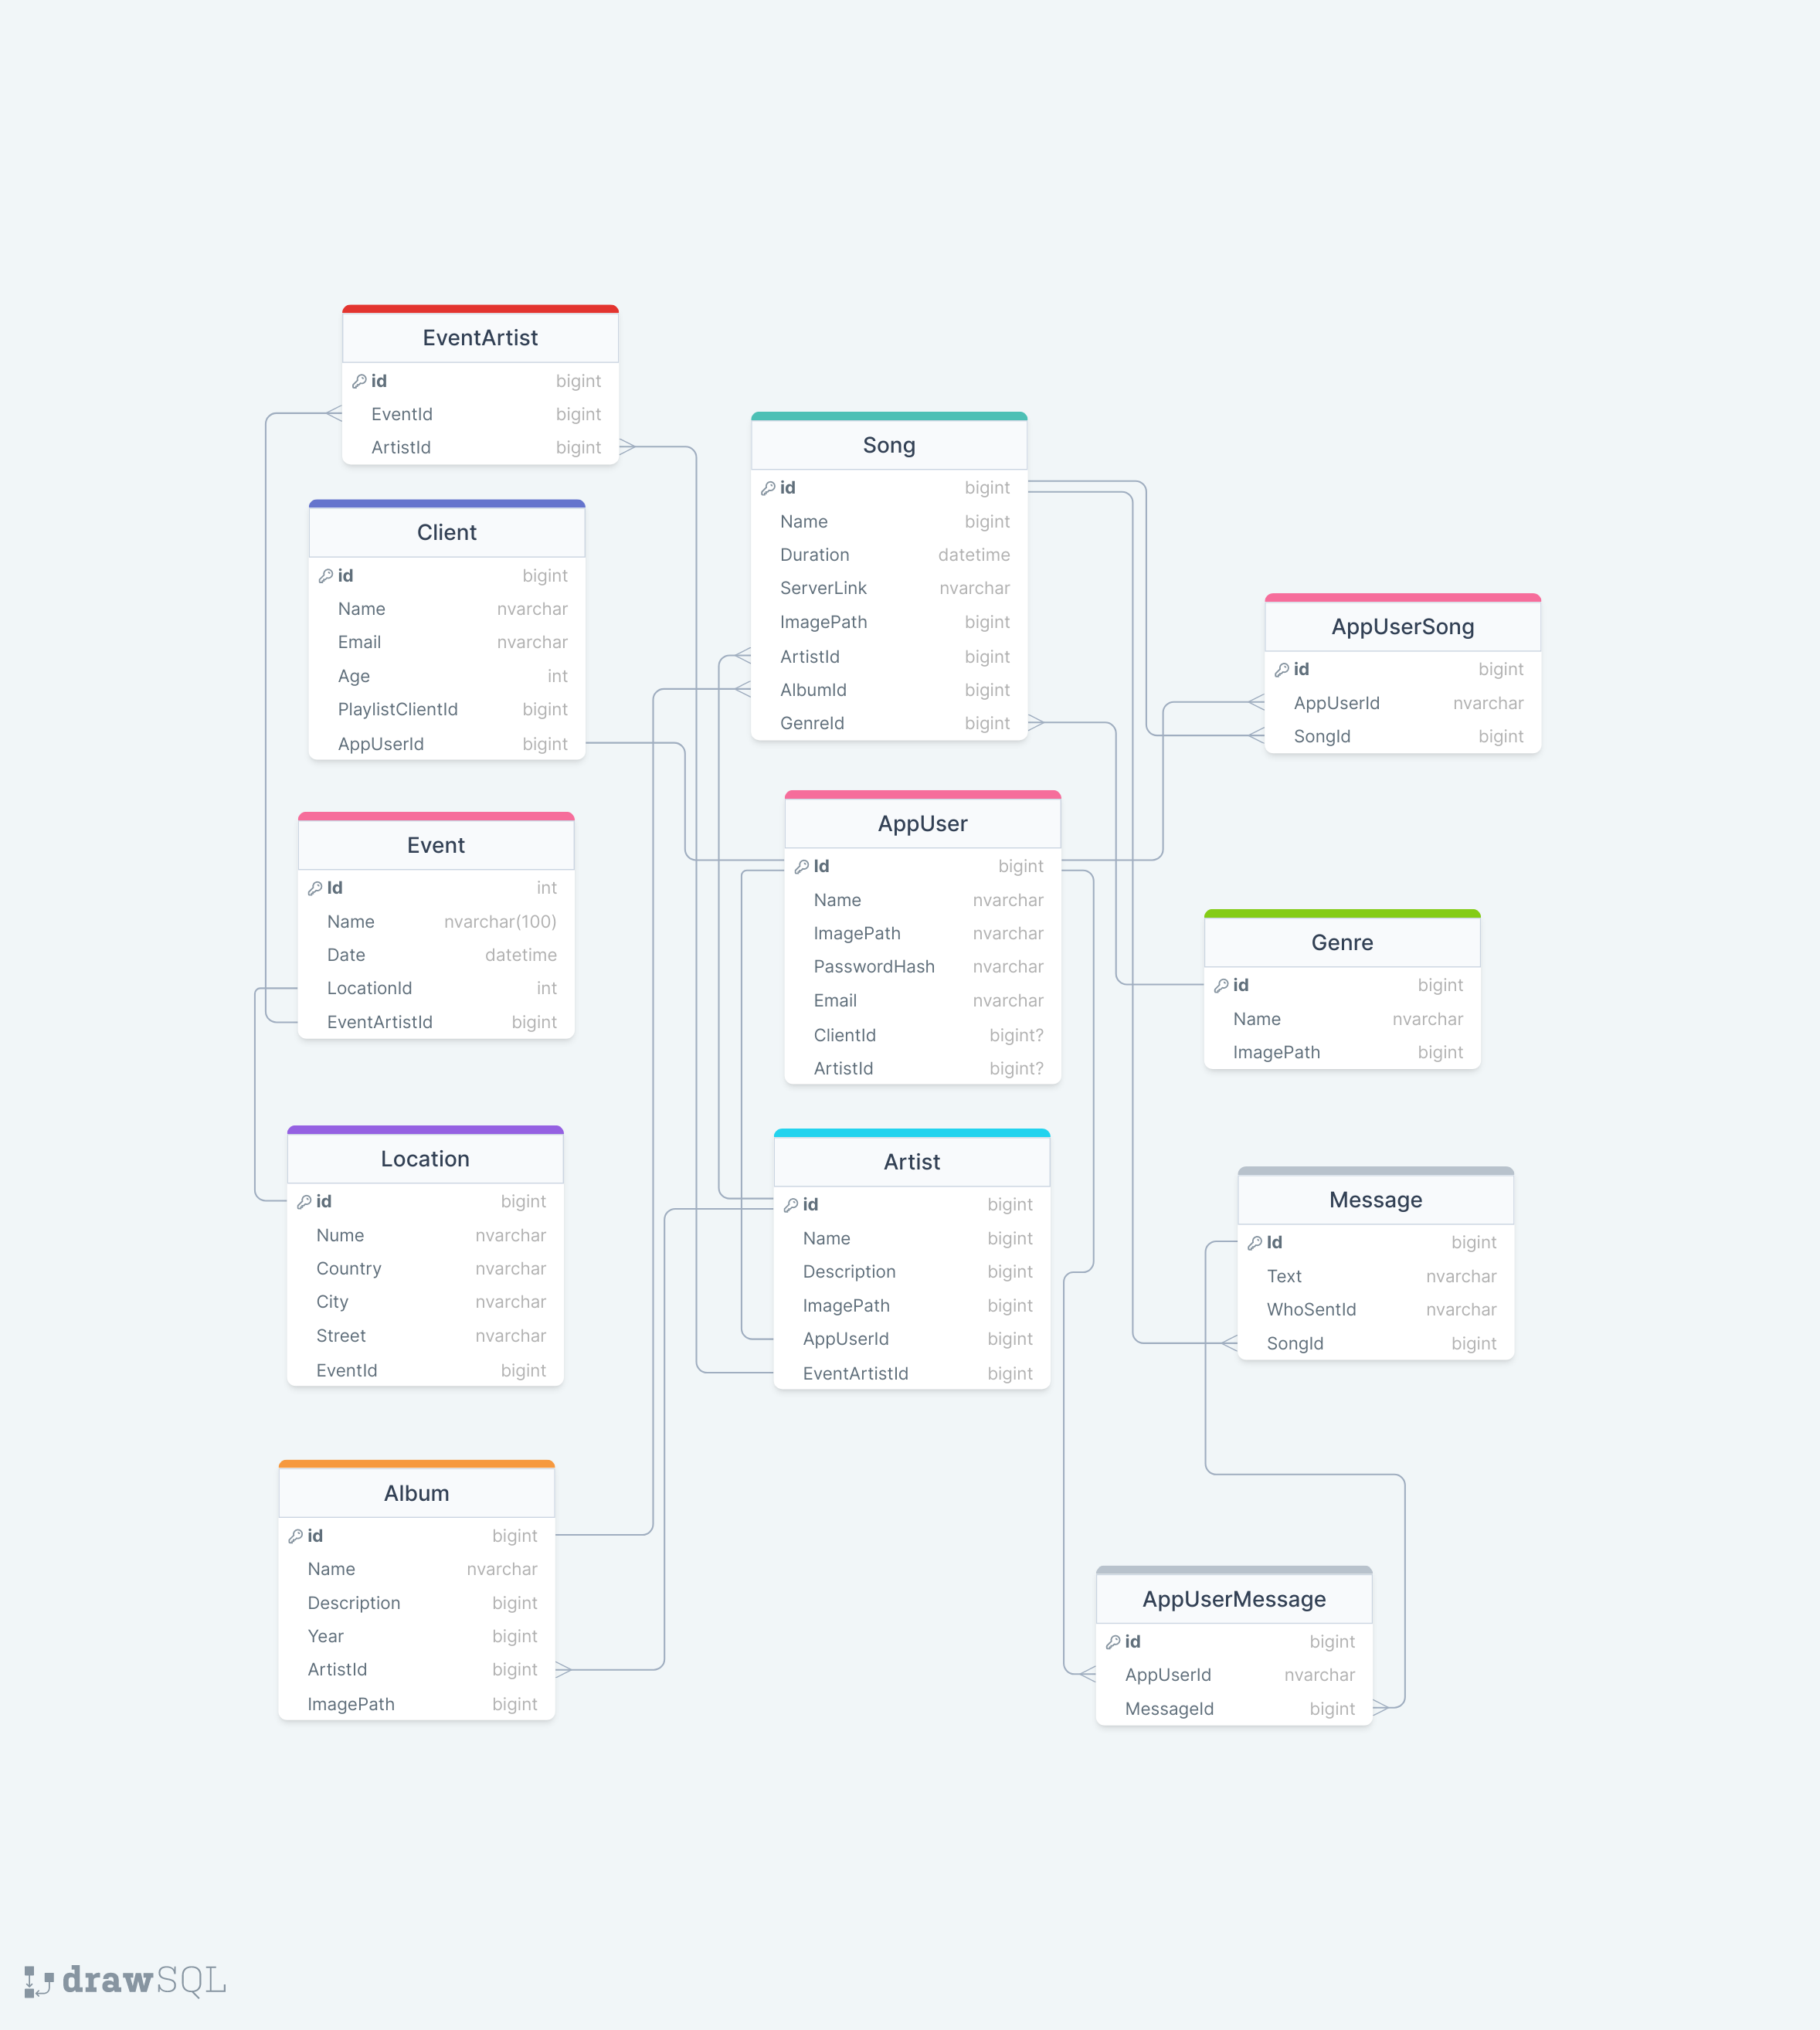 EventArtist
id bigint
EventId bigint
ArtistId bigint
Client
id bigint
Name nvarchar
Email nvarchar
Age int
PlaylistClientId bigint
AppUserId bigint
Event
Id int
Name nvarchar(100)
Date datetime
LocationId int
EventArtistId bigint
Location
id bigint
Nume nvarchar
Country nvarchar
City nvarchar
Street nvarchar
EventId bigint
Album
id bigint
Name nvarchar
Description bigint
Year bigint
ArtistId bigint
ImagePath bigint
Song
id bigint
Name bigint
Duration datetime
ServerLink nvarchar
ImagePath bigint
ArtistId bigint
AlbumId bigint
GenreId bigint
AppUser
Id bigint
Name nvarchar
ImagePath nvarchar
PasswordHash nvarchar
Email nvarchar
ClientId bigint?
ArtistId bigint?
Artist
id bigint
Name bigint
Description bigint
ImagePath bigint
AppUserId bigint
EventArtistId bigint
AppUserSong
id bigint
AppUserId nvarchar
SongId bigint
Genre
id bigint
Name nvarchar
ImagePath bigint
Message
Id bigint
Text nvarchar
WhoSentId nvarchar
SongId bigint
AppUserMessage
id bigint
AppUserId nvarchar
MessageId bigint
drawSQL